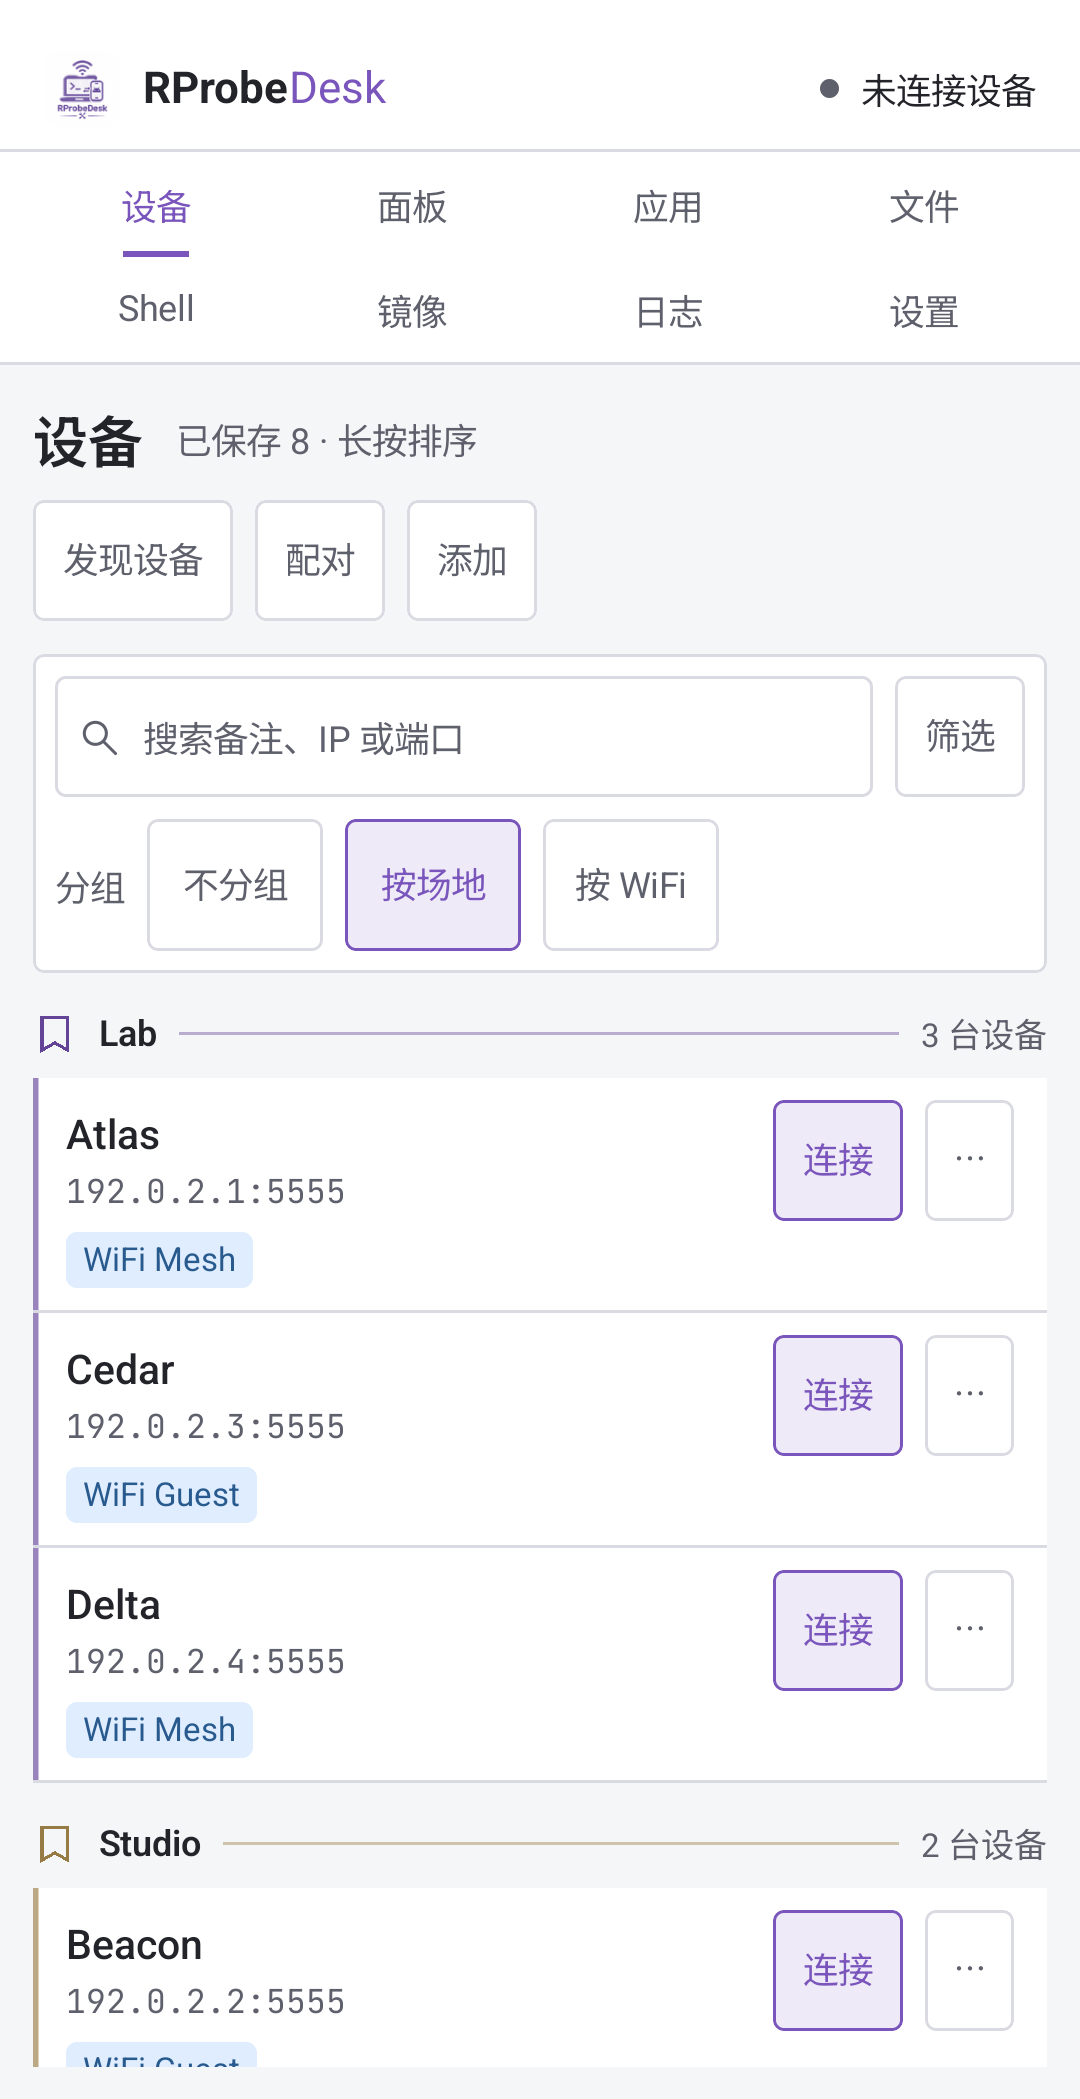 RProbeDesk
RProbeDesk
未连接设备
设备
面板
应用
文件
Shell
镜像
日志
设置
设备
已保存 8 · 长按排序
发现设备
配对
添加
搜索备注、IP 或端口
筛选
分组
不分组
按场地
按 WiFi
Lab
3 台设备
Atlas
192.0.2.1:5555
WiFi Mesh
连接
···
Cedar
192.0.2.3:5555
WiFi Guest
连接
···
Delta
192.0.2.4:5555
WiFi Mesh
连接
···
Studio
2 台设备
Beacon
192.0.2.2:5555
WiFi Guest
连接
···